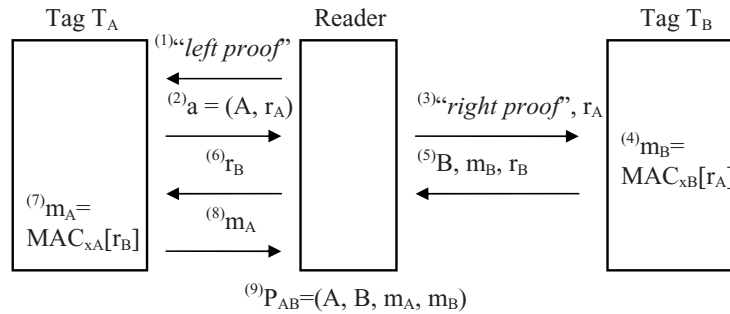 Tag T_A Reader Tag T_B
(1)“left proof”
(2)a = (A, r_A)
(3)“right proof”, r_A
(4)m_B=
MAC_xB[r_A]
(5)B, m_B, r_B
(6)r_B
(7)m_A=
MAC_xA[r_B]
(8)m_A
(9)P_AB=(A, B, m_A, m_B)